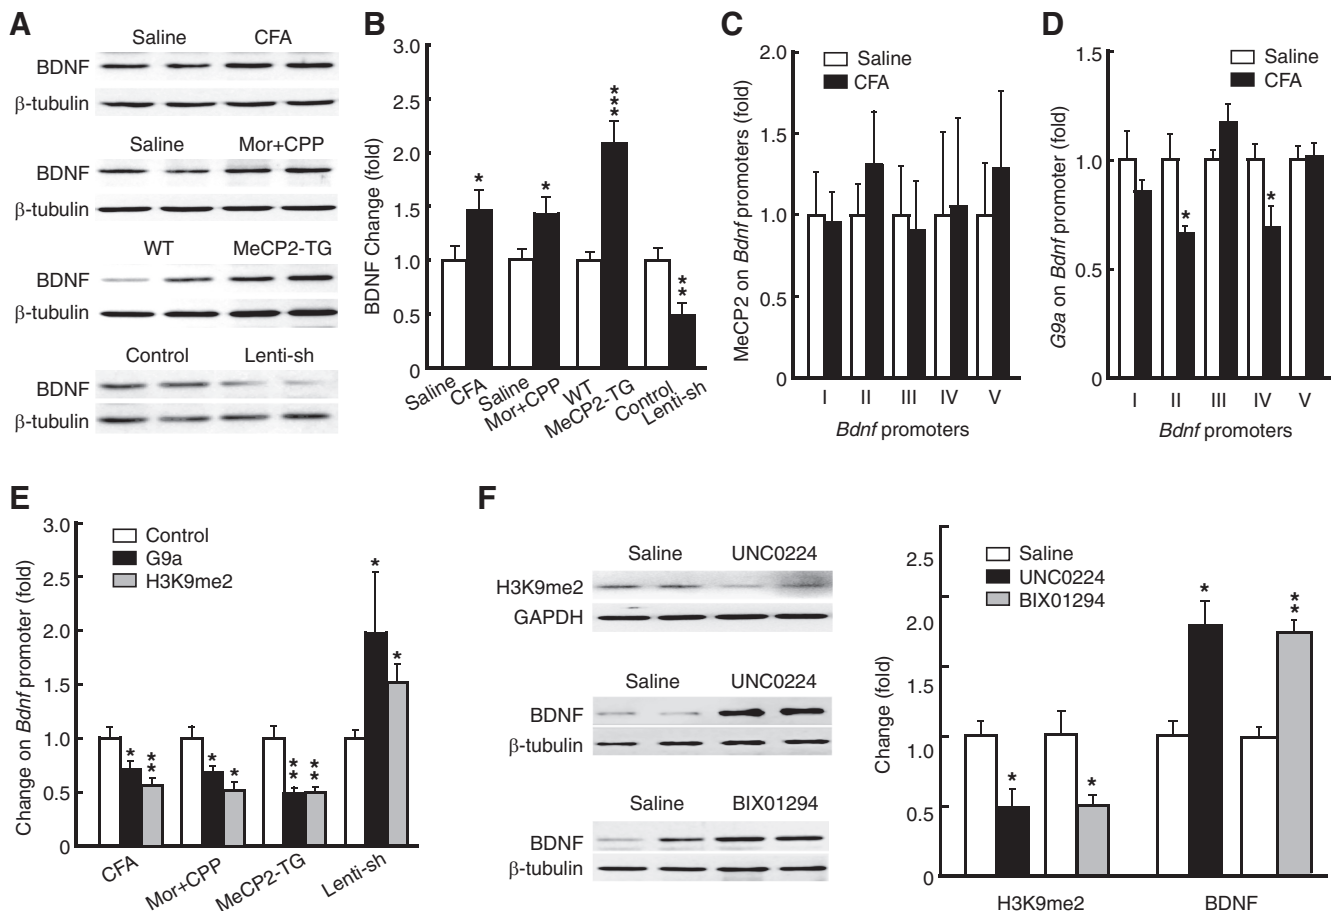 A
Saline CFA
BDNF
β-tubulin
Saline Mor+CPP
BDNF
β-tubulin
WT MeCP2-TG
BDNF
β-tubulin
Control Lenti-sh
BDNF
β-tubulin
B
BDNF Change (fold)
3.0
2.5
2.0
1.5
1.0
0.5
0
*
*
***
**
Saline
CFA
Saline
Mor+CPP
WT
MeCP2-TG
Control
Lenti-sh
C
MeCP2 on Bdnf promoters (fold)
2.0
1.5
1.0
0.5
0
Saline
CFA
I II III IV V
Bdnf promoters
D
G9a on Bdnf promoter (fold)
1.5
1.0
0.5
0
Saline
CFA
*
*
I II III IV V
Bdnf promoters
E
Change on Bdnf promoter (fold)
3.0
2.5
2.0
1.5
1.0
0.5
0
Control
G9a
H3K9me2
*
**
*
*
**
**
*
*
CFA
Mor+CPP
MeCP2-TG
Lenti-sh
F
Saline UNC0224
H3K9me2
GAPDH
Saline UNC0224
BDNF
β-tubulin
Saline BIX01294
BDNF
β-tubulin
Change (fold)
2.5
2.0
1.5
1.0
0.5
0
Saline
UNC0224
BIX01294
*
*
*
**
H3K9me2 BDNF